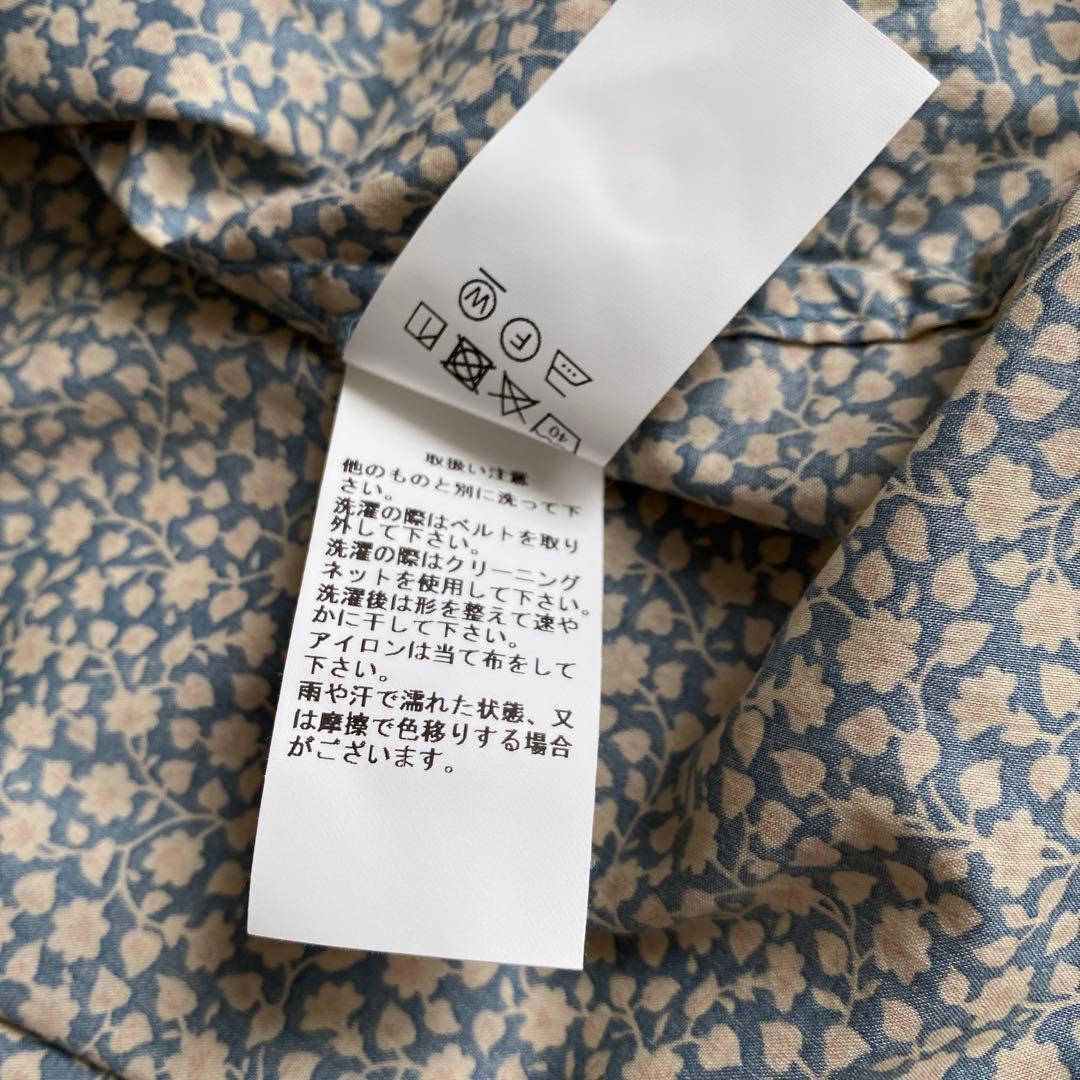 W
F
40
取扱い注意
他のものと別に洗って下
さい。
洗濯の際はベルトを取り
外して下さい。
洗濯の際はクリーニング
ネットを使用して下さい。
洗濯後は形を整えて速や
かに干して下さい。
アイロンは当て布をして
下さい。
雨や汗で濡れた状態、又
は摩擦で色移りする場合
がございます。